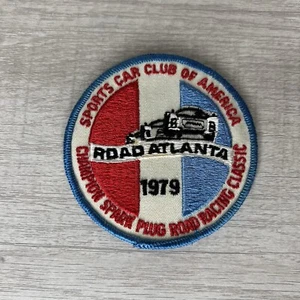 SPORTS CAR CLUB OF AMERICA
ROAD ATLANTA
1979
CHAMPION SPARK PLUG ROAD RACING CLASSIC